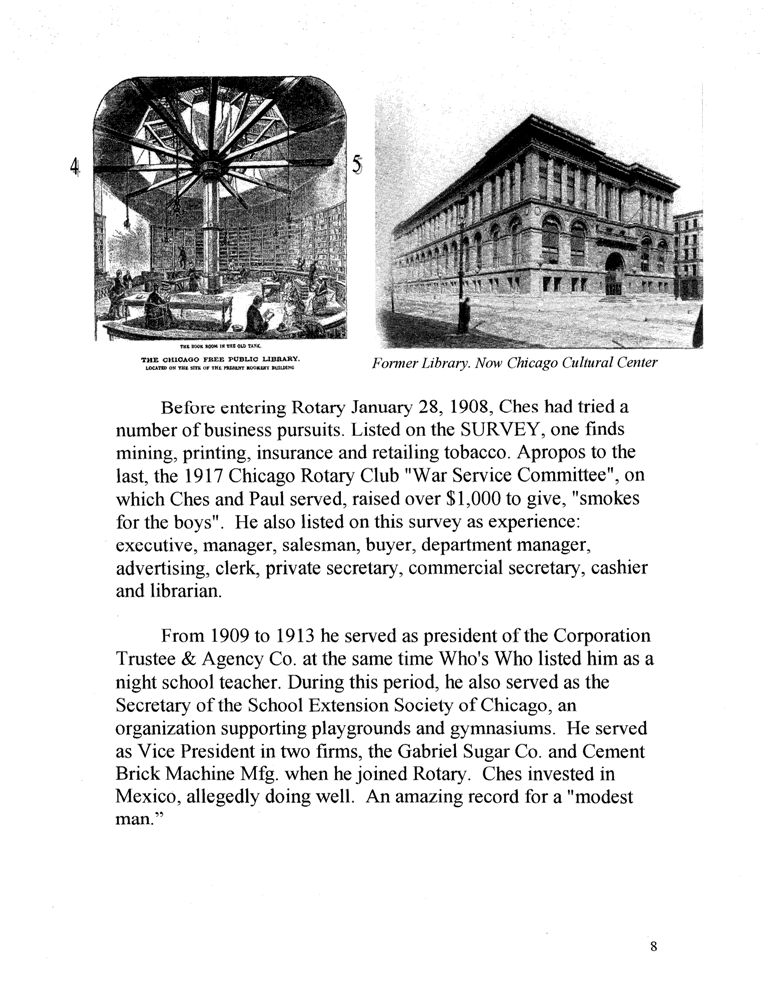 4
5
THE BOOK ROOM IN THE OLD TANK.
THE CHICAGO FREE PUBLIC LIBRARY.
LOCATED ON THE SITE OF THE PRESENT ROOKERY BUILDING
Former Library. Now Chicago Cultural Center
Before entering Rotary January 28, 1908, Ches had tried a
number of business pursuits. Listed on the SURVEY, one finds
mining, printing, insurance and retailing tobacco. Apropos to the
last, the 1917 Chicago Rotary Club "War Service Committee", on
which Ches and Paul served, raised over $1,000 to give, "smokes
for the boys". He also listed on this survey as experience:
executive, manager, salesman, buyer, department manager,
advertising, clerk, private secretary, commercial secretary, cashier
and librarian.
From 1909 to 1913 he served as president of the Corporation
Trustee & Agency Co. at the same time Who's Who listed him as a
night school teacher. During this period, he also served as the
Secretary of the School Extension Society of Chicago, an
organization supporting playgrounds and gymnasiums. He served
as Vice President in two firms, the Gabriel Sugar Co. and Cement
Brick Machine Mfg. when he joined Rotary. Ches invested in
Mexico, allegedly doing well. An amazing record for a "modest
man.”
8